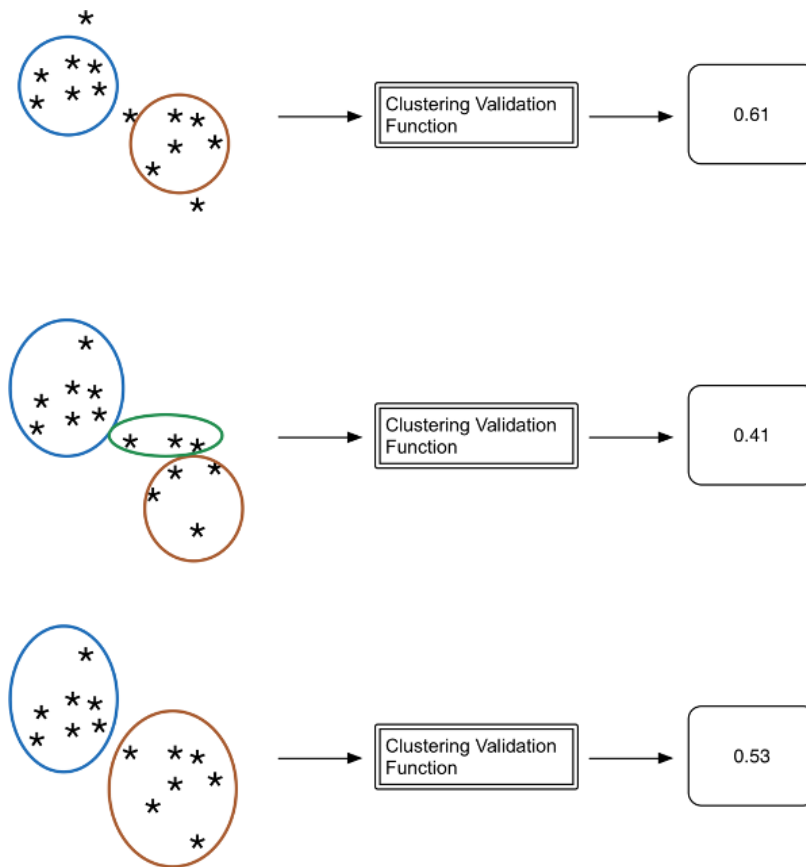 Clustering Validation
Function
0.61
Clustering Validation
Function
0.41
Clustering Validation
Function
0.53